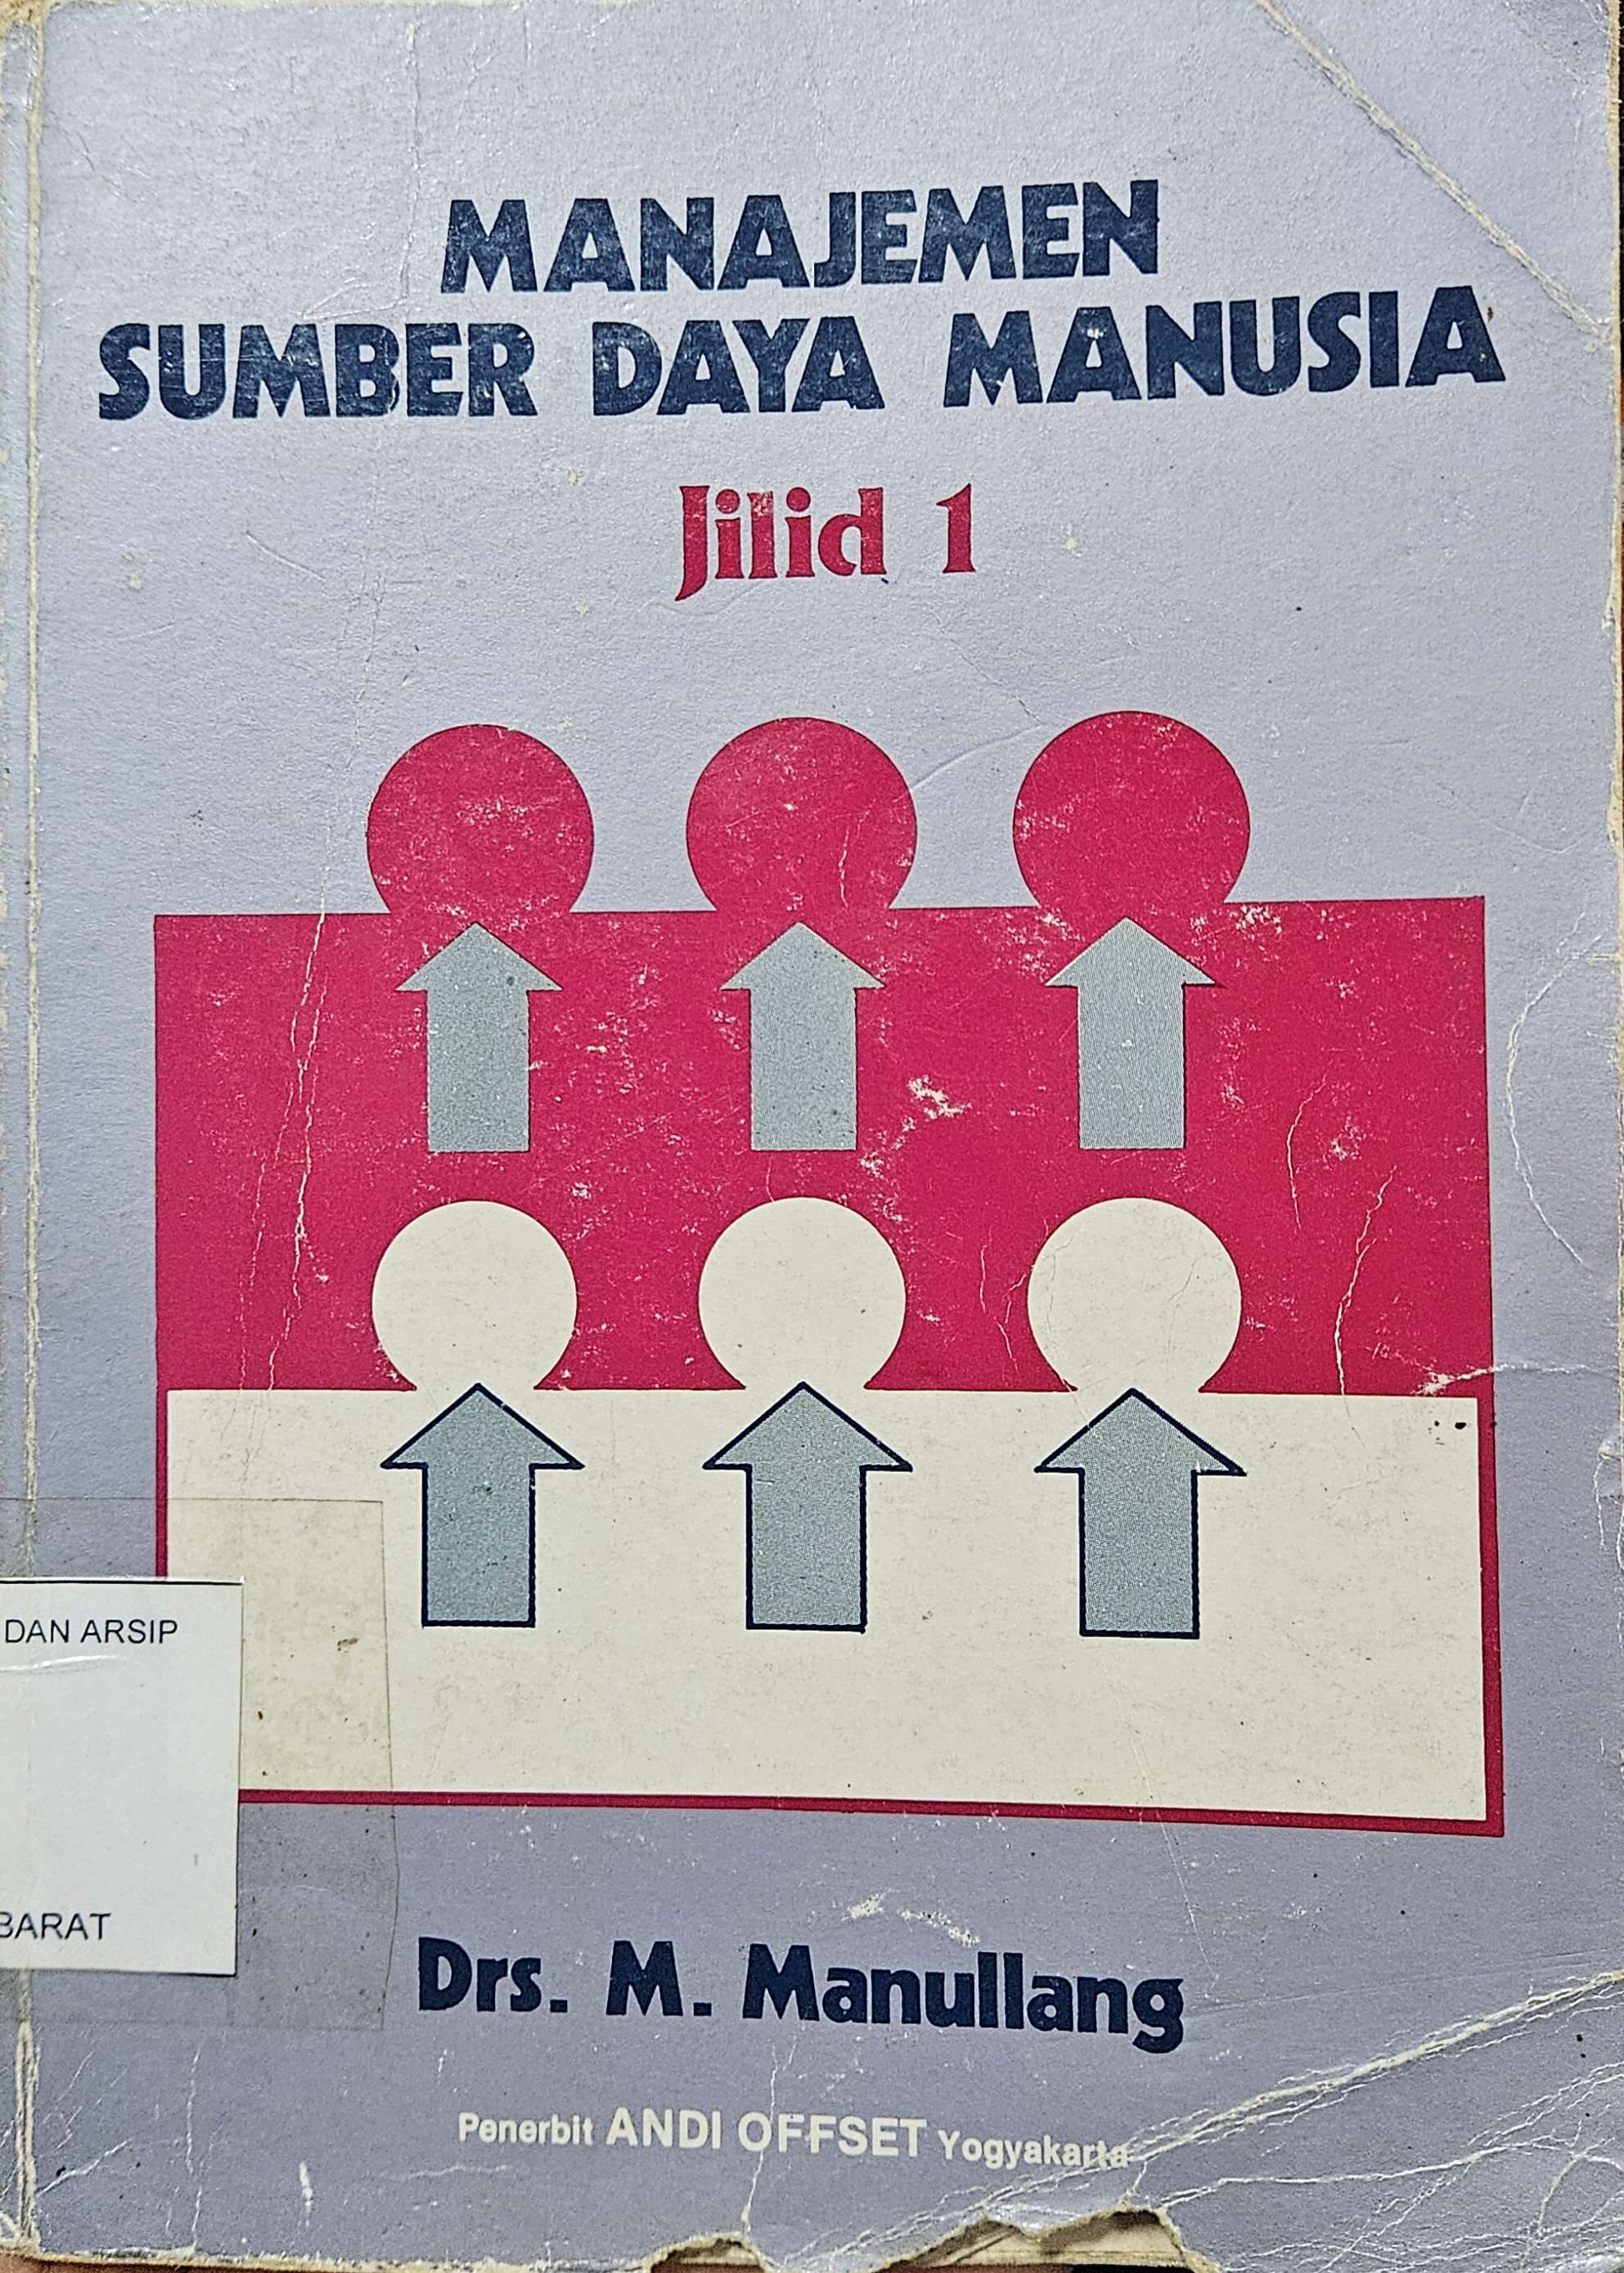 MANAJEMEN
SUMBER DAYA MANUSIA
Jilid 1
DAN ARSIP
BARAT
Drs. M. Manullang
Penerbit ANDI OFFSET Yogyakarta